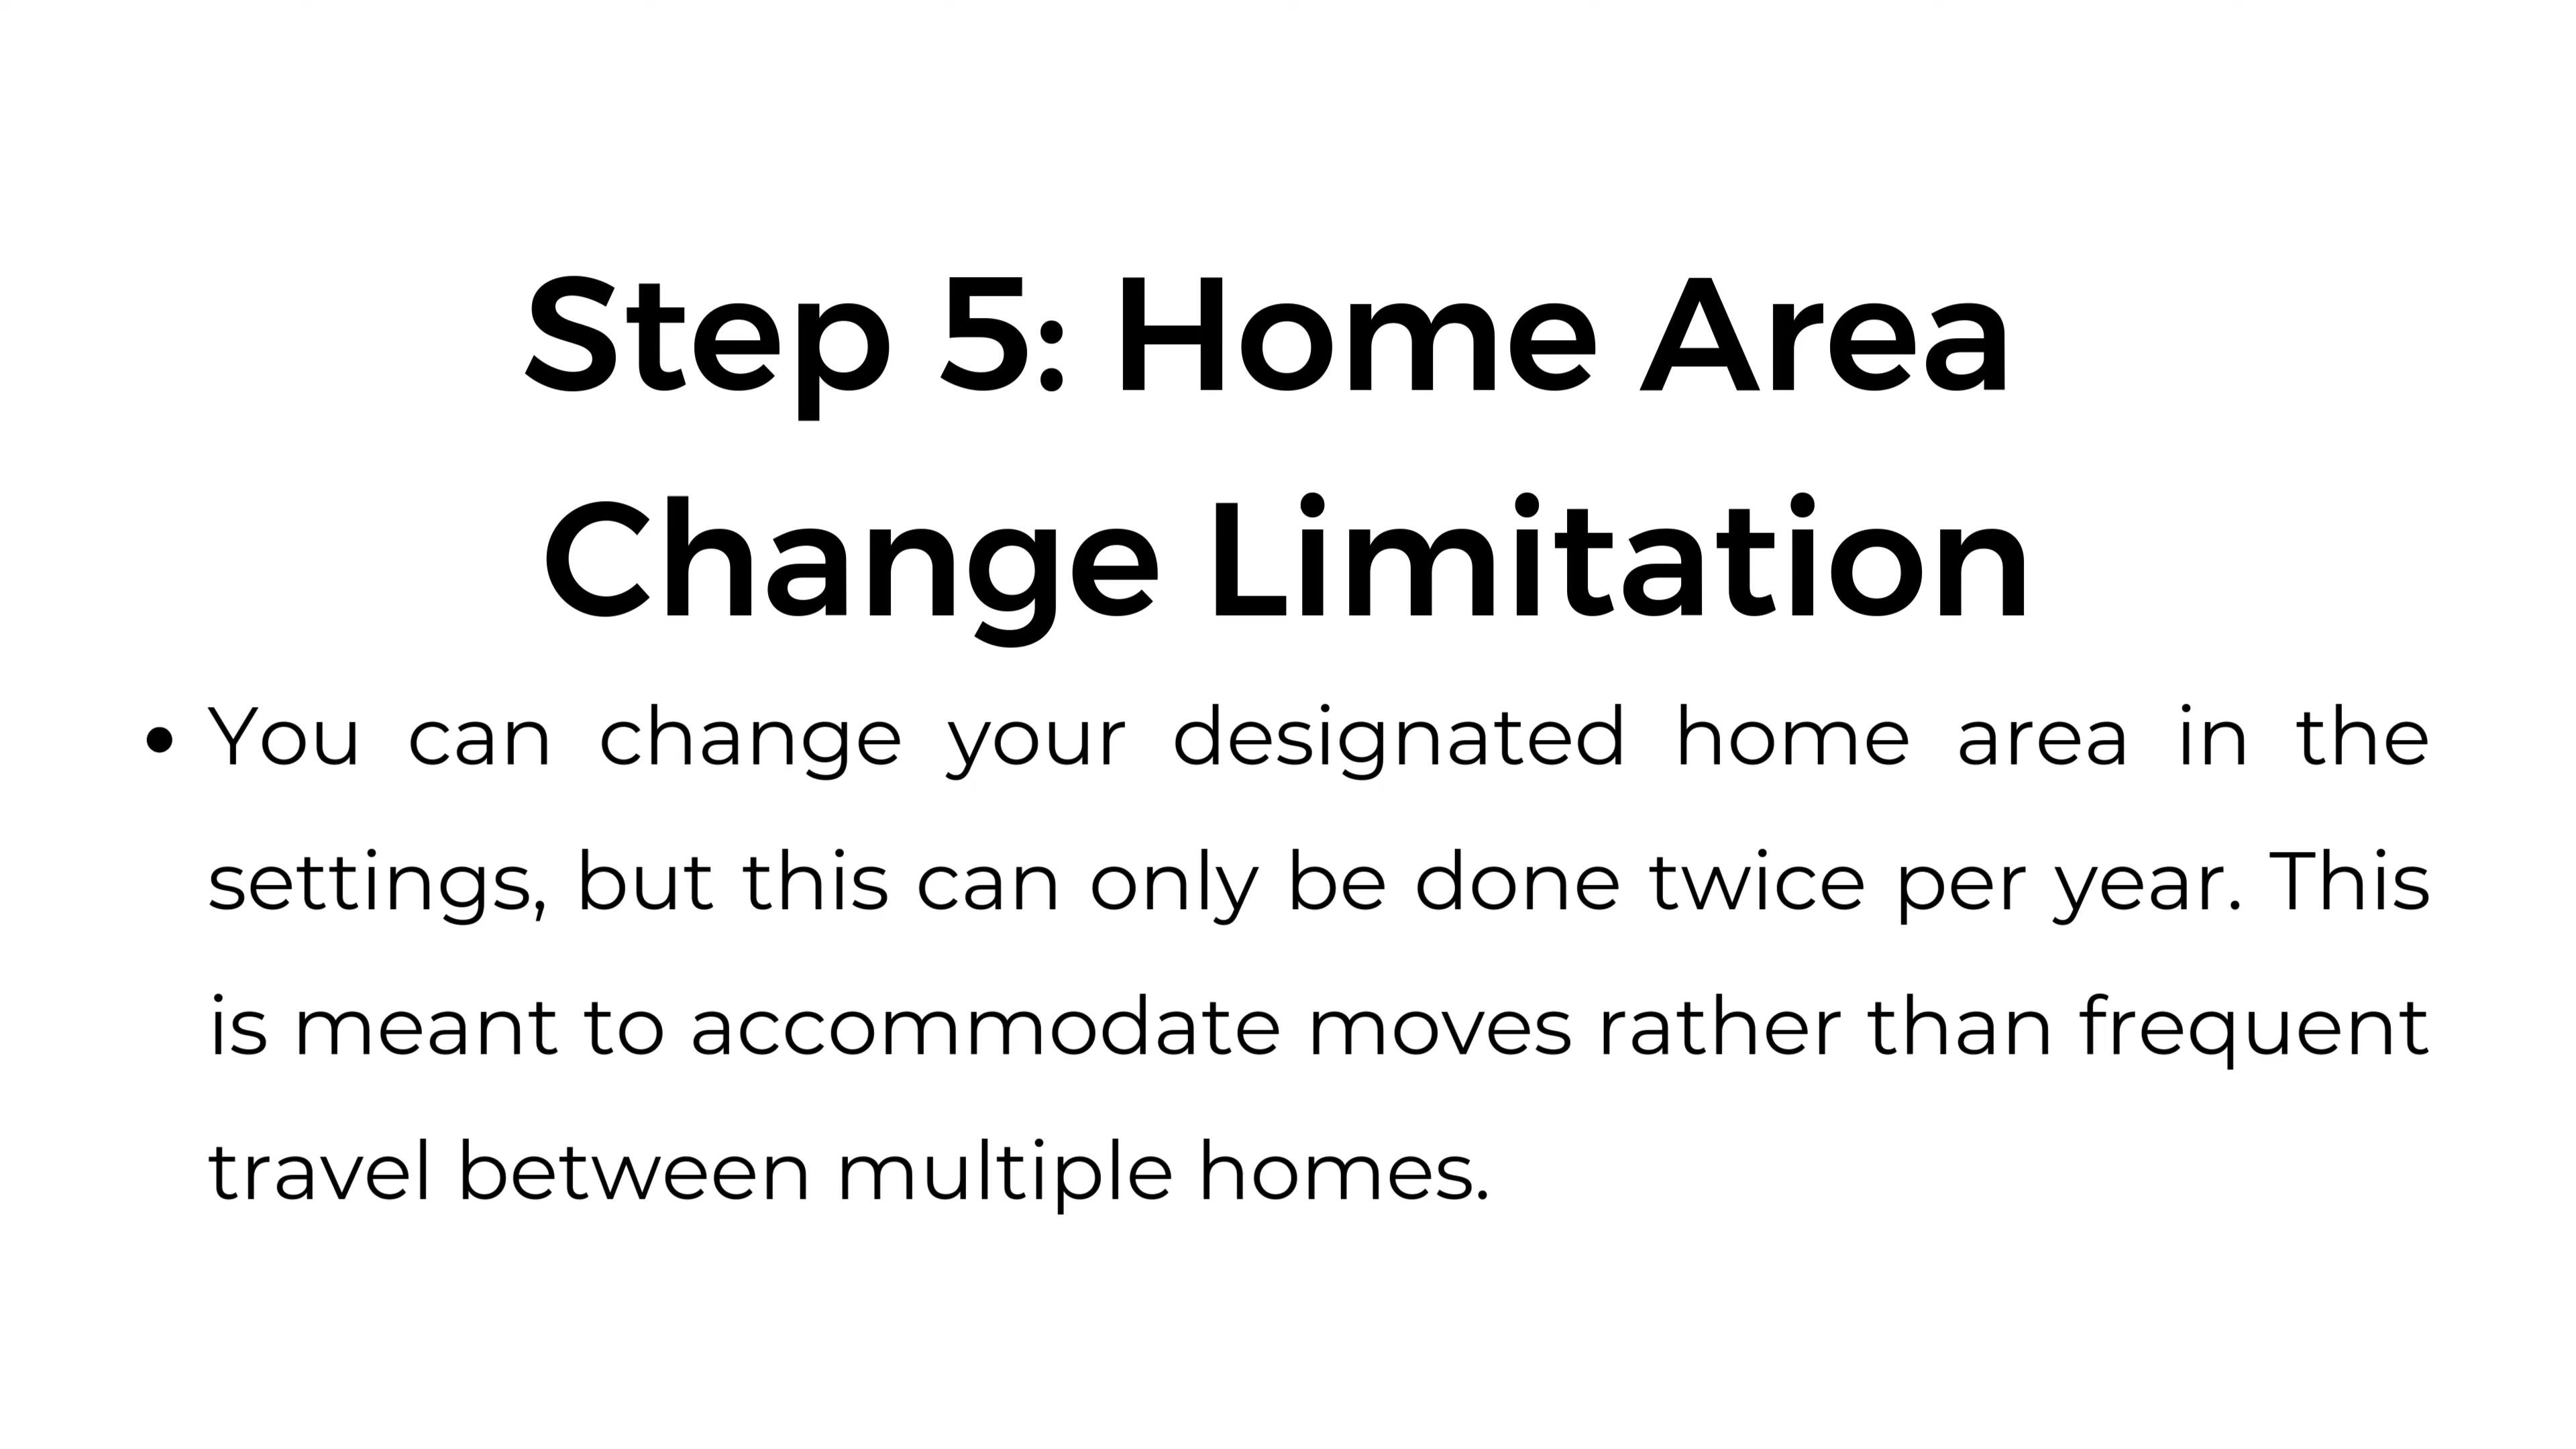 Step 5: Home Area
Change Limitation
• You can change your designated home area in the
settings, but this can only be done twice per year. This
is meant to accommodate moves rather than frequent
travel between multiple homes.